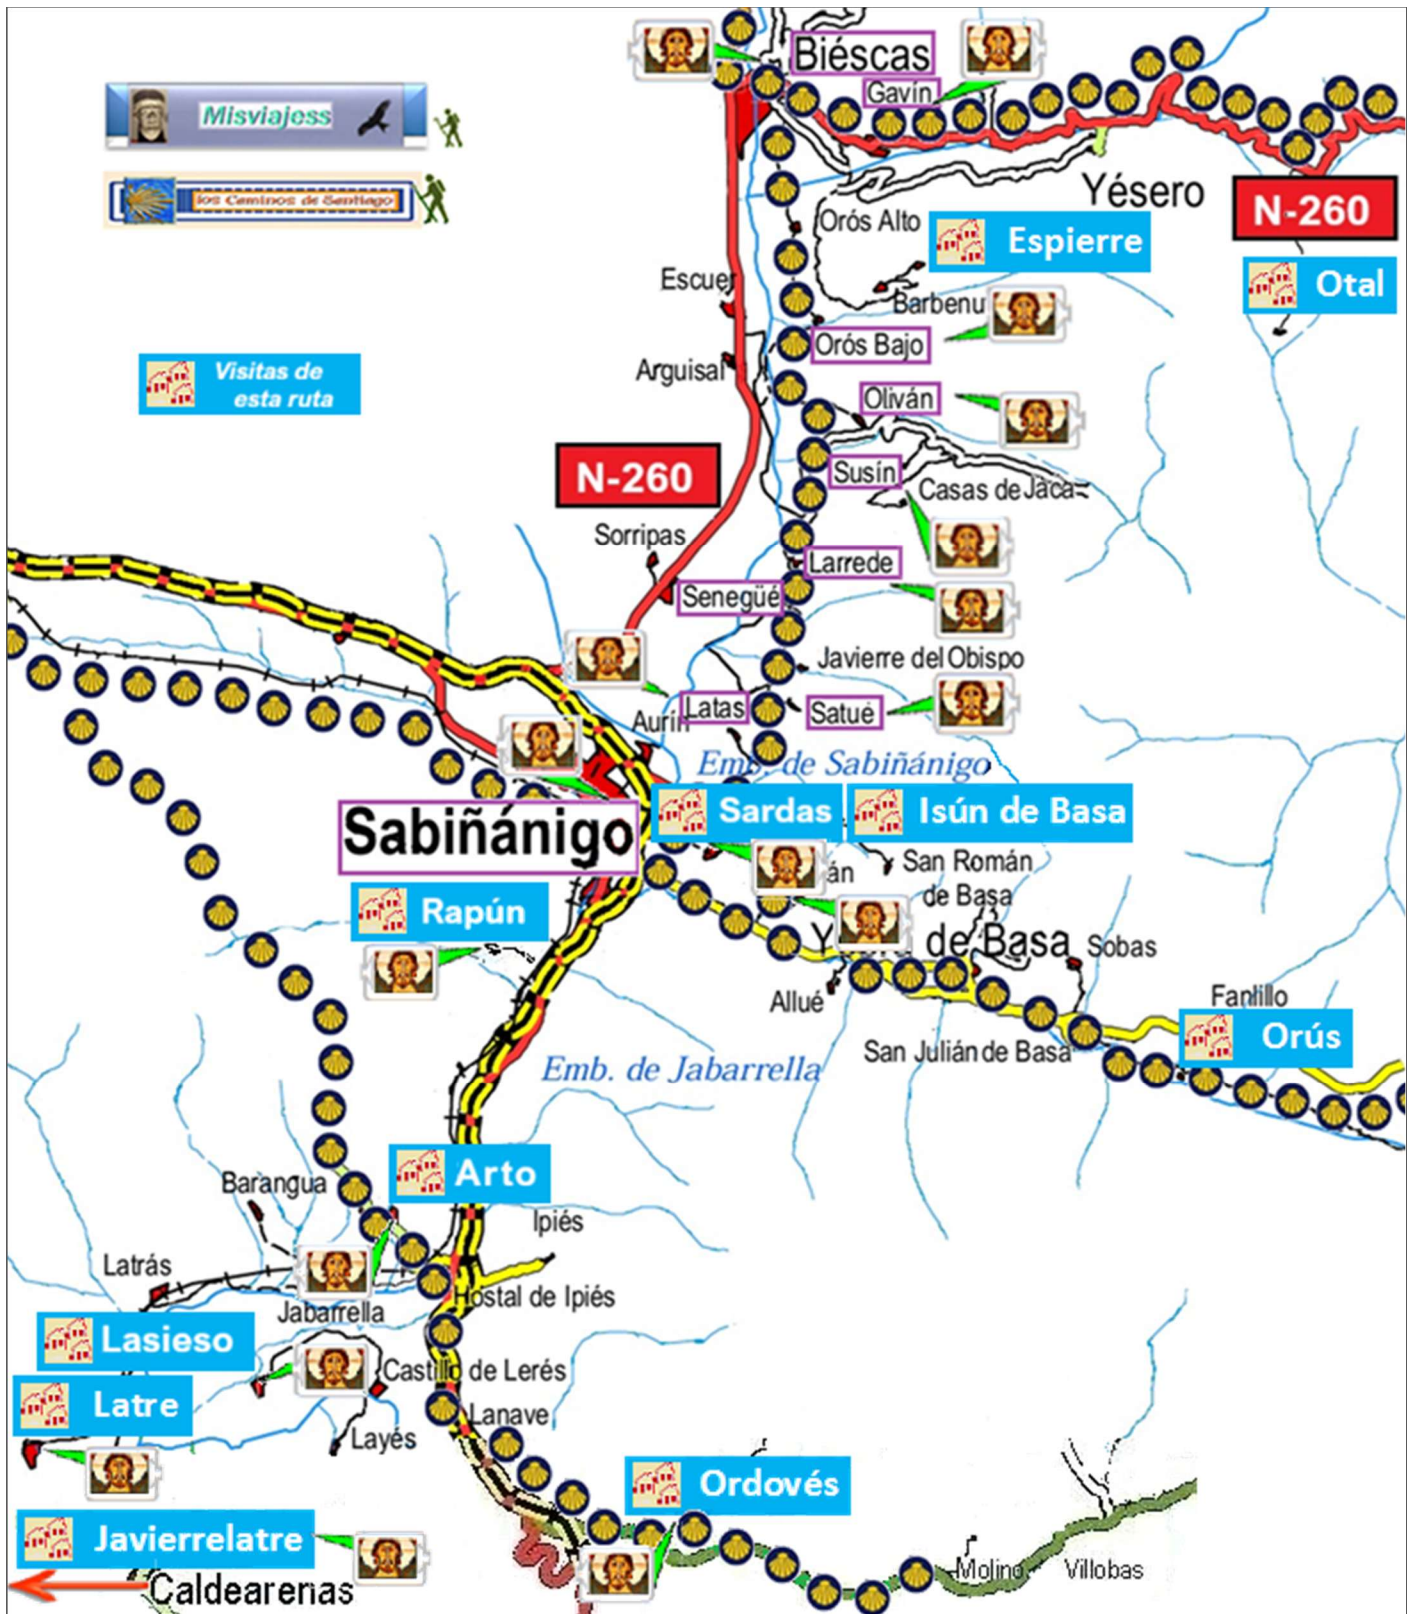 Biéscas
Gavín
Misviajess
los Caminos de Santiago
Yésero
N-260
Orós Alto
Espierre
Otal
Escuer
Barbenu
Orós Bajo
Arguisal
Visitas de
esta ruta
Oliván
N-260
Susín
Casas de Jaca
Sorripas
Larrede
Senegüé
Javierre del Obispo
Latas
Satué
Aurín
Emb. de Sabiñánigo
Sardas
Isún de Basa
Sabiñánigo
San Román
de Basa
án
Rapún
de Basa
Sobas
Allué
Fanlillo
Orús
San Julián de Basa
Emb. de Jabarrella
Arto
Barangua
Ipiés
Latrás
Hostal de Ipiés
Jabarrella
Lasieso
Castillo de Lerés
Latre
Lanave
Layés
Ordovés
Javierrelatre
Molino
Villobas
Caldearenas